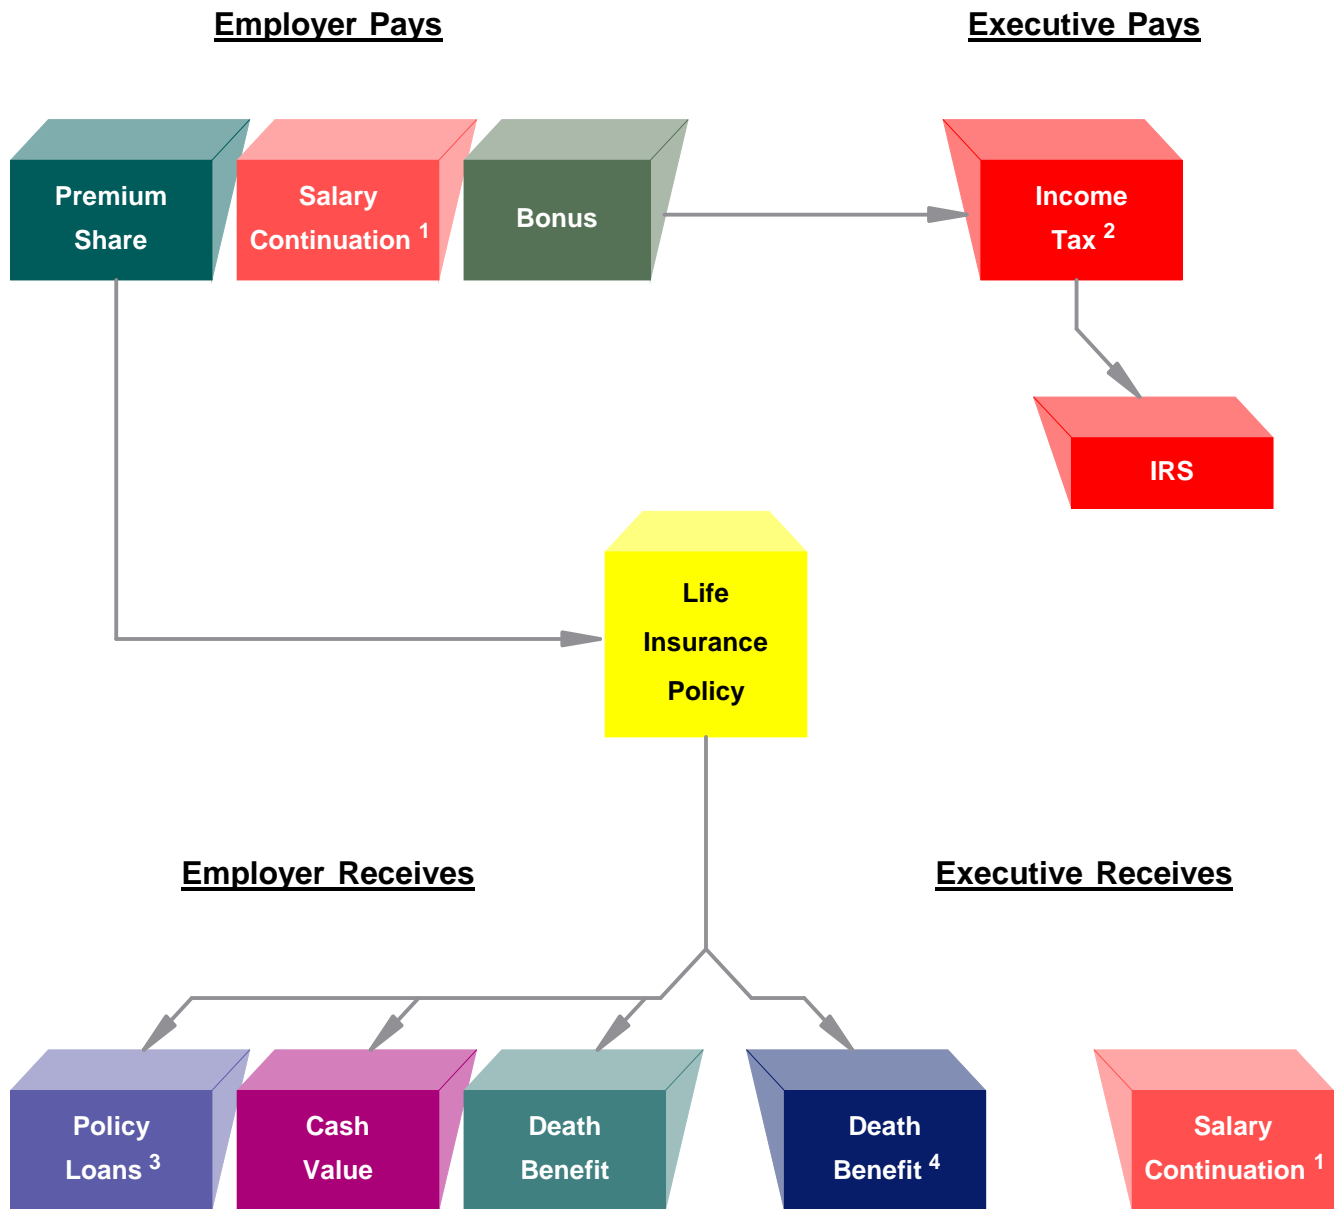 Employer Pays
Executive Pays
Premium
Share
Salary
Continuation 1
Bonus
Income
Tax 2
IRS
Life
Insurance
Policy
Employer Receives
Executive Receives
Policy
Loans 3
Cash
Value
Death
Benefit
Death
Benefit 4
Salary
Continuation 1